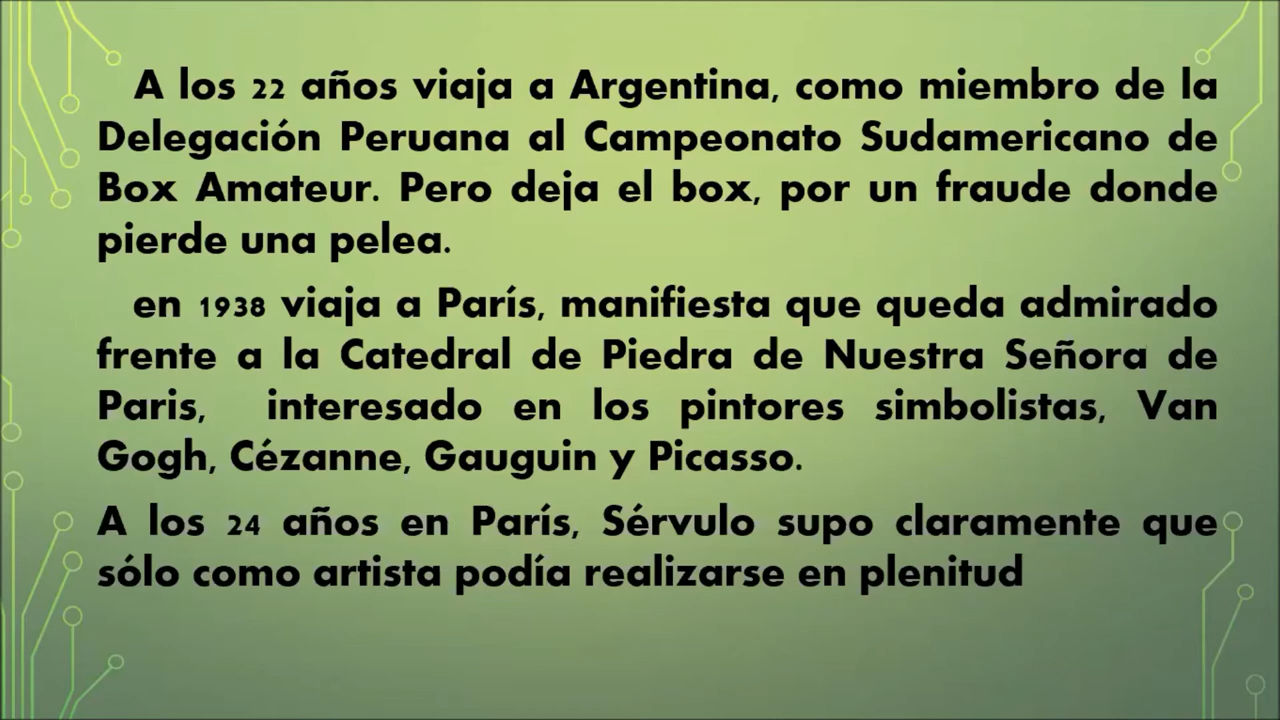 A los 22 años viaja a Argentina, como miembro de la
Delegación Peruana al Campeonato Sudamericano de
Box Amateur. Pero deja el box, por un fraude donde
pierde una pelea.
en 1938 viaja a París, manifiesta que queda admirado
frente a la Catedral de Piedra de Nuestra Señora de
Paris, interesado en los pintores simbolistas, Van
Gogh, Cézanne, Gauguin y Picasso.
A los 24 años en París, Sérvulo supo claramente que
sólo como artista podía realizarse en plenitud